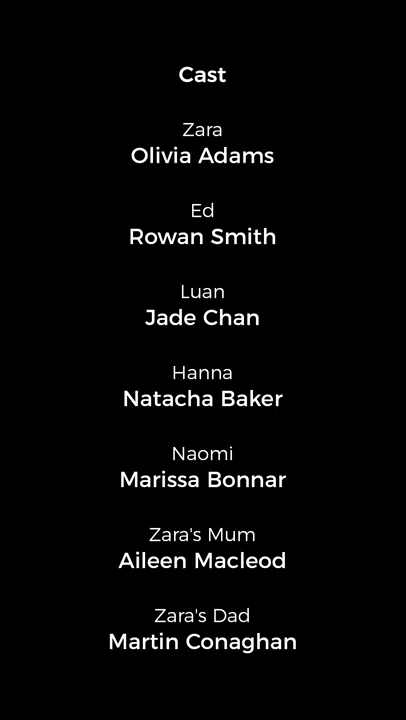 Cast
Zara
Olivia Adams
Ed
Rowan Smith
Luan
Jade Chan
Hanna
Natacha Baker
Naomi
Marissa Bonnar
Zara's Mum
Aileen Macleod
Zara's Dad
Martin Conaghan